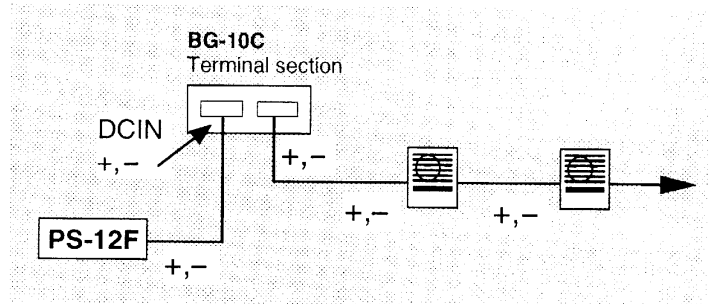 BG-10C
Terminal section
DCIN
+,–
+,–
+,–
+,–
PS-12F
+,–